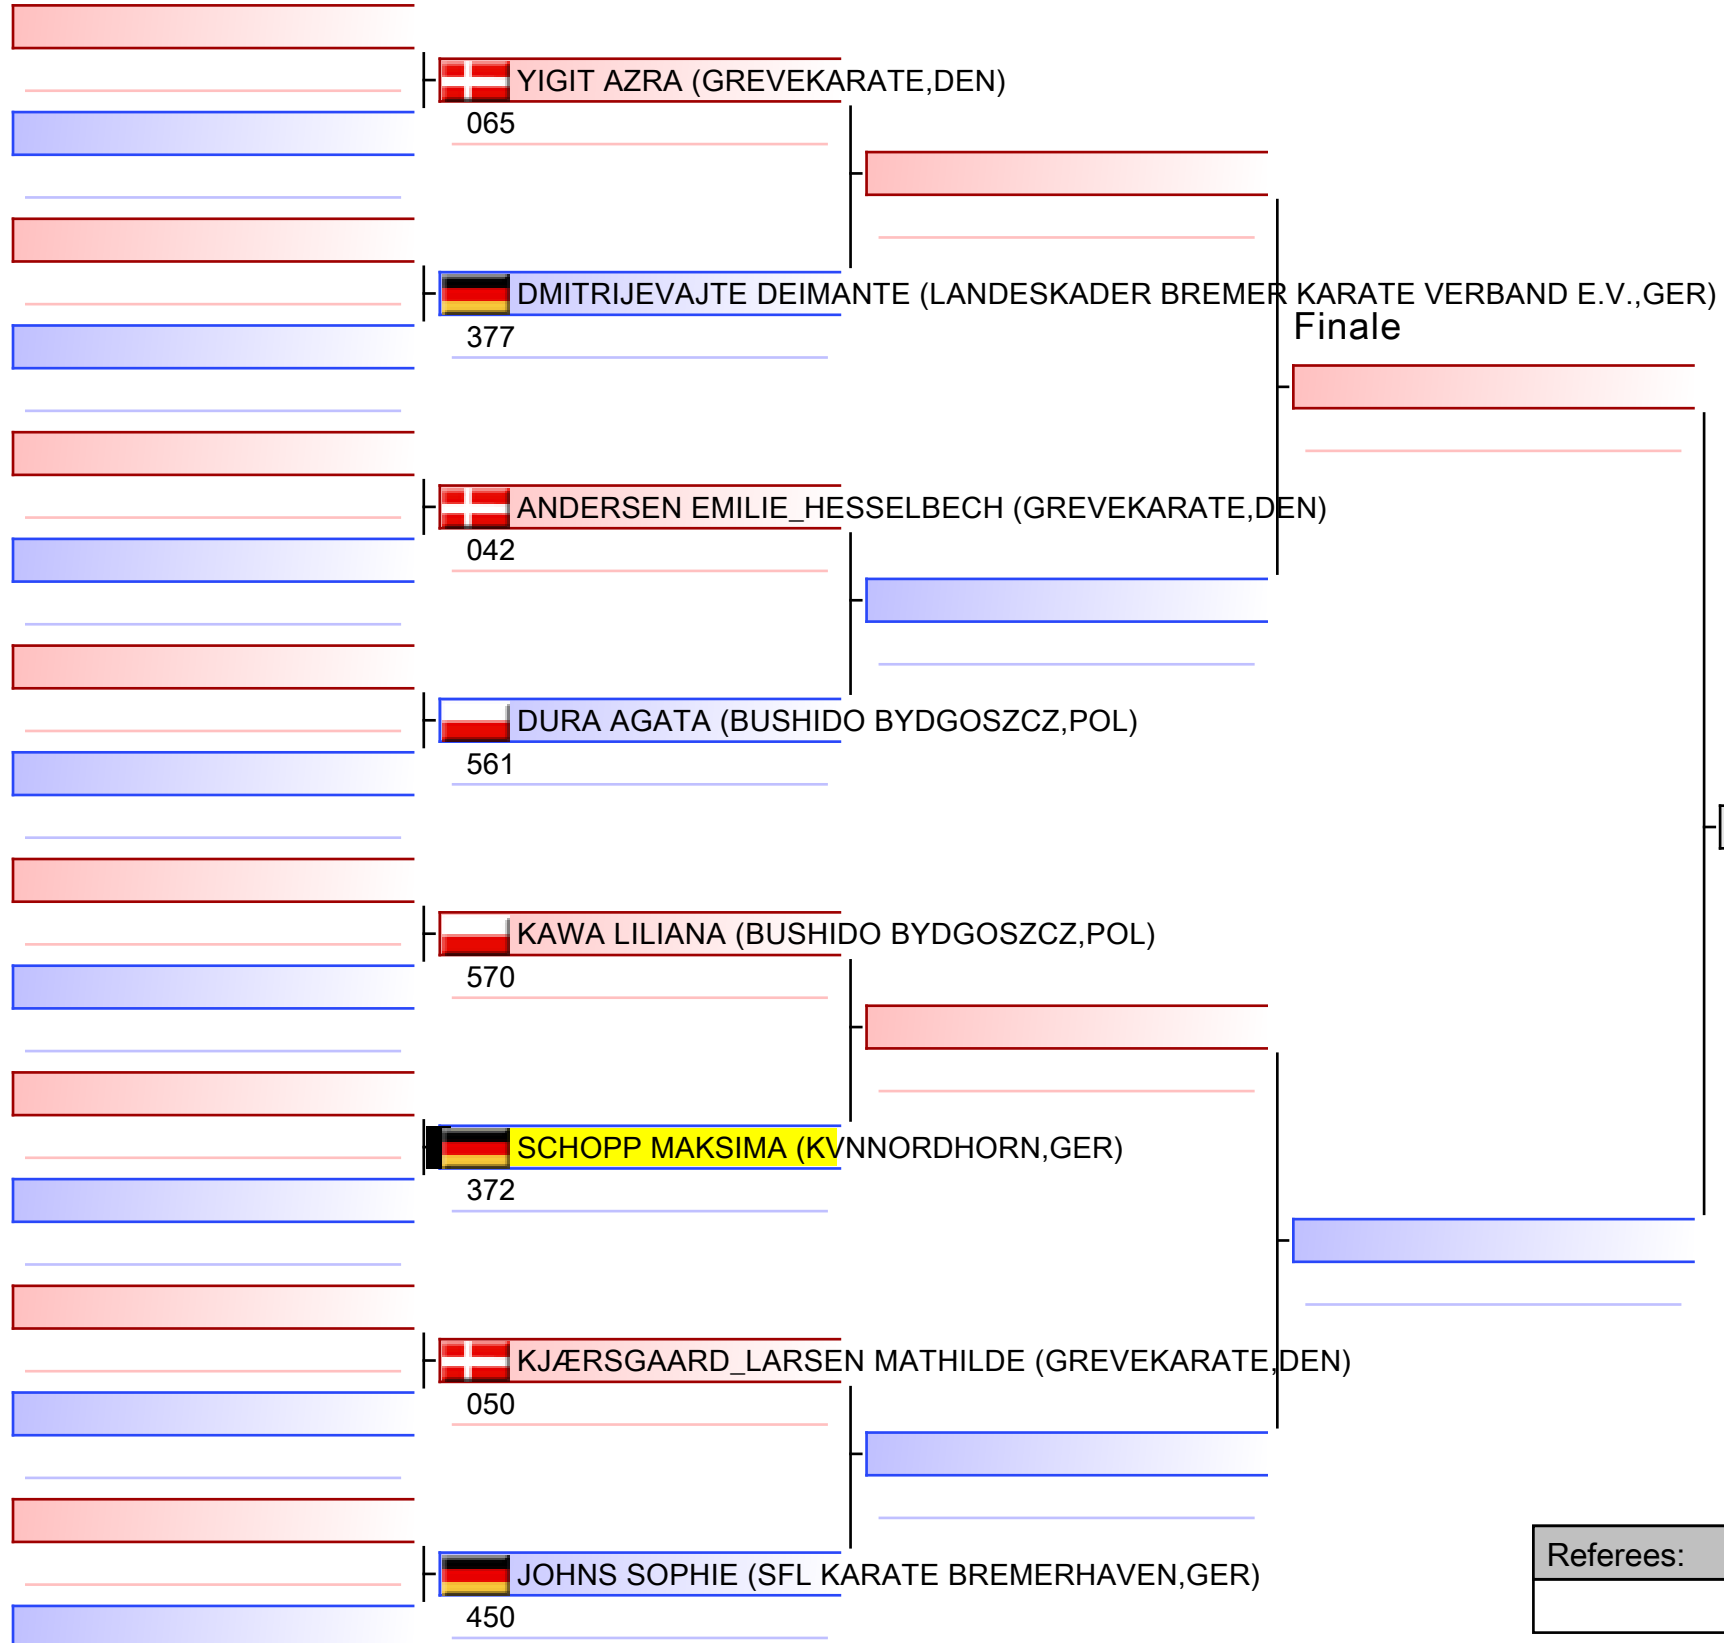 YIGIT AZRA (GREVEKARATE,DEN)
065
DMITRIJEVAJTE DEIMANTE (LANDESKADER BREMER KARATE VERBAND E.V.,GER)
377
Finale
ANDERSEN EMILIE_HESSELBECH (GREVEKARATE,DEN)
042
DURA AGATA (BUSHIDO BYDGOSZCZ,POL)
561
KAWA LILIANA (BUSHIDO BYDGOSZCZ,POL)
570
SCHOPP MAKSIMA (KVNNORDHORN,GER)
372
KJÆRSGAARD_LARSEN MATHILDE (GREVEKARATE,DEN)
050
JOHNS SOPHIE (SFL KARATE BREMERHAVEN,GER)
450
Referees: